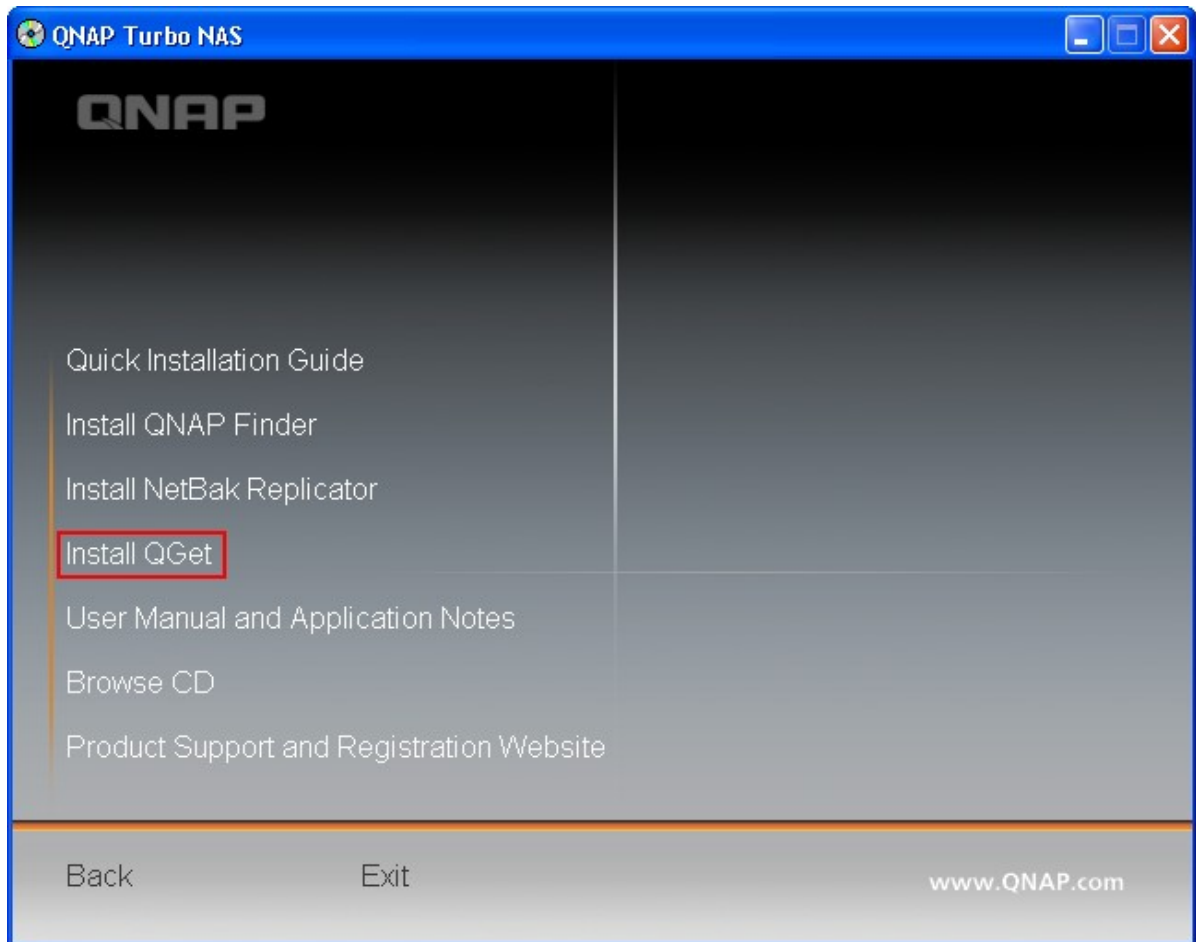 QNAP Turbo NAS
QNAP
Quick Installation Guide
Install QNAP Finder
Install NetBak Replicator
Install QGet
User Manual and Application Notes
Browse CD
Product Support and Registration Website
Back Exit www.QNAP.com